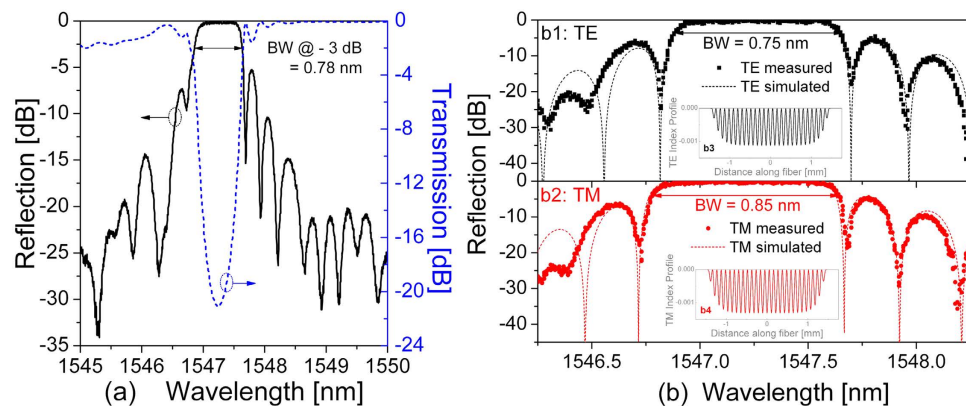 0
-5
-10
-15
-20
-25
-30
-35
Reflection [dB]
BW @ - 3 dB
= 0.78 nm
0
-4
-8
-12
-16
-20
-24
Transmission [dB]
1545 1546 1547 1548 1549 1550
Wavelength [nm]
(a)
b1: TE
BW = 0.75 nm
TE measured
TE simulated
0
-10
-20
-30
-40
TE Index Profile
0.000
-0.001
b3
-1 0 1
Distance along fiber [mm]
b2: TM
BW = 0.85 nm
TM measured
TM simulated
0
-10
-20
-30
-40
TM Index Profile
0.000
-0.001
b4
-1 0 1
Distance along fiber [mm]
Reflection [dB]
1546.5 1547.0 1547.5 1548.0
Wavelength [nm]
(b)